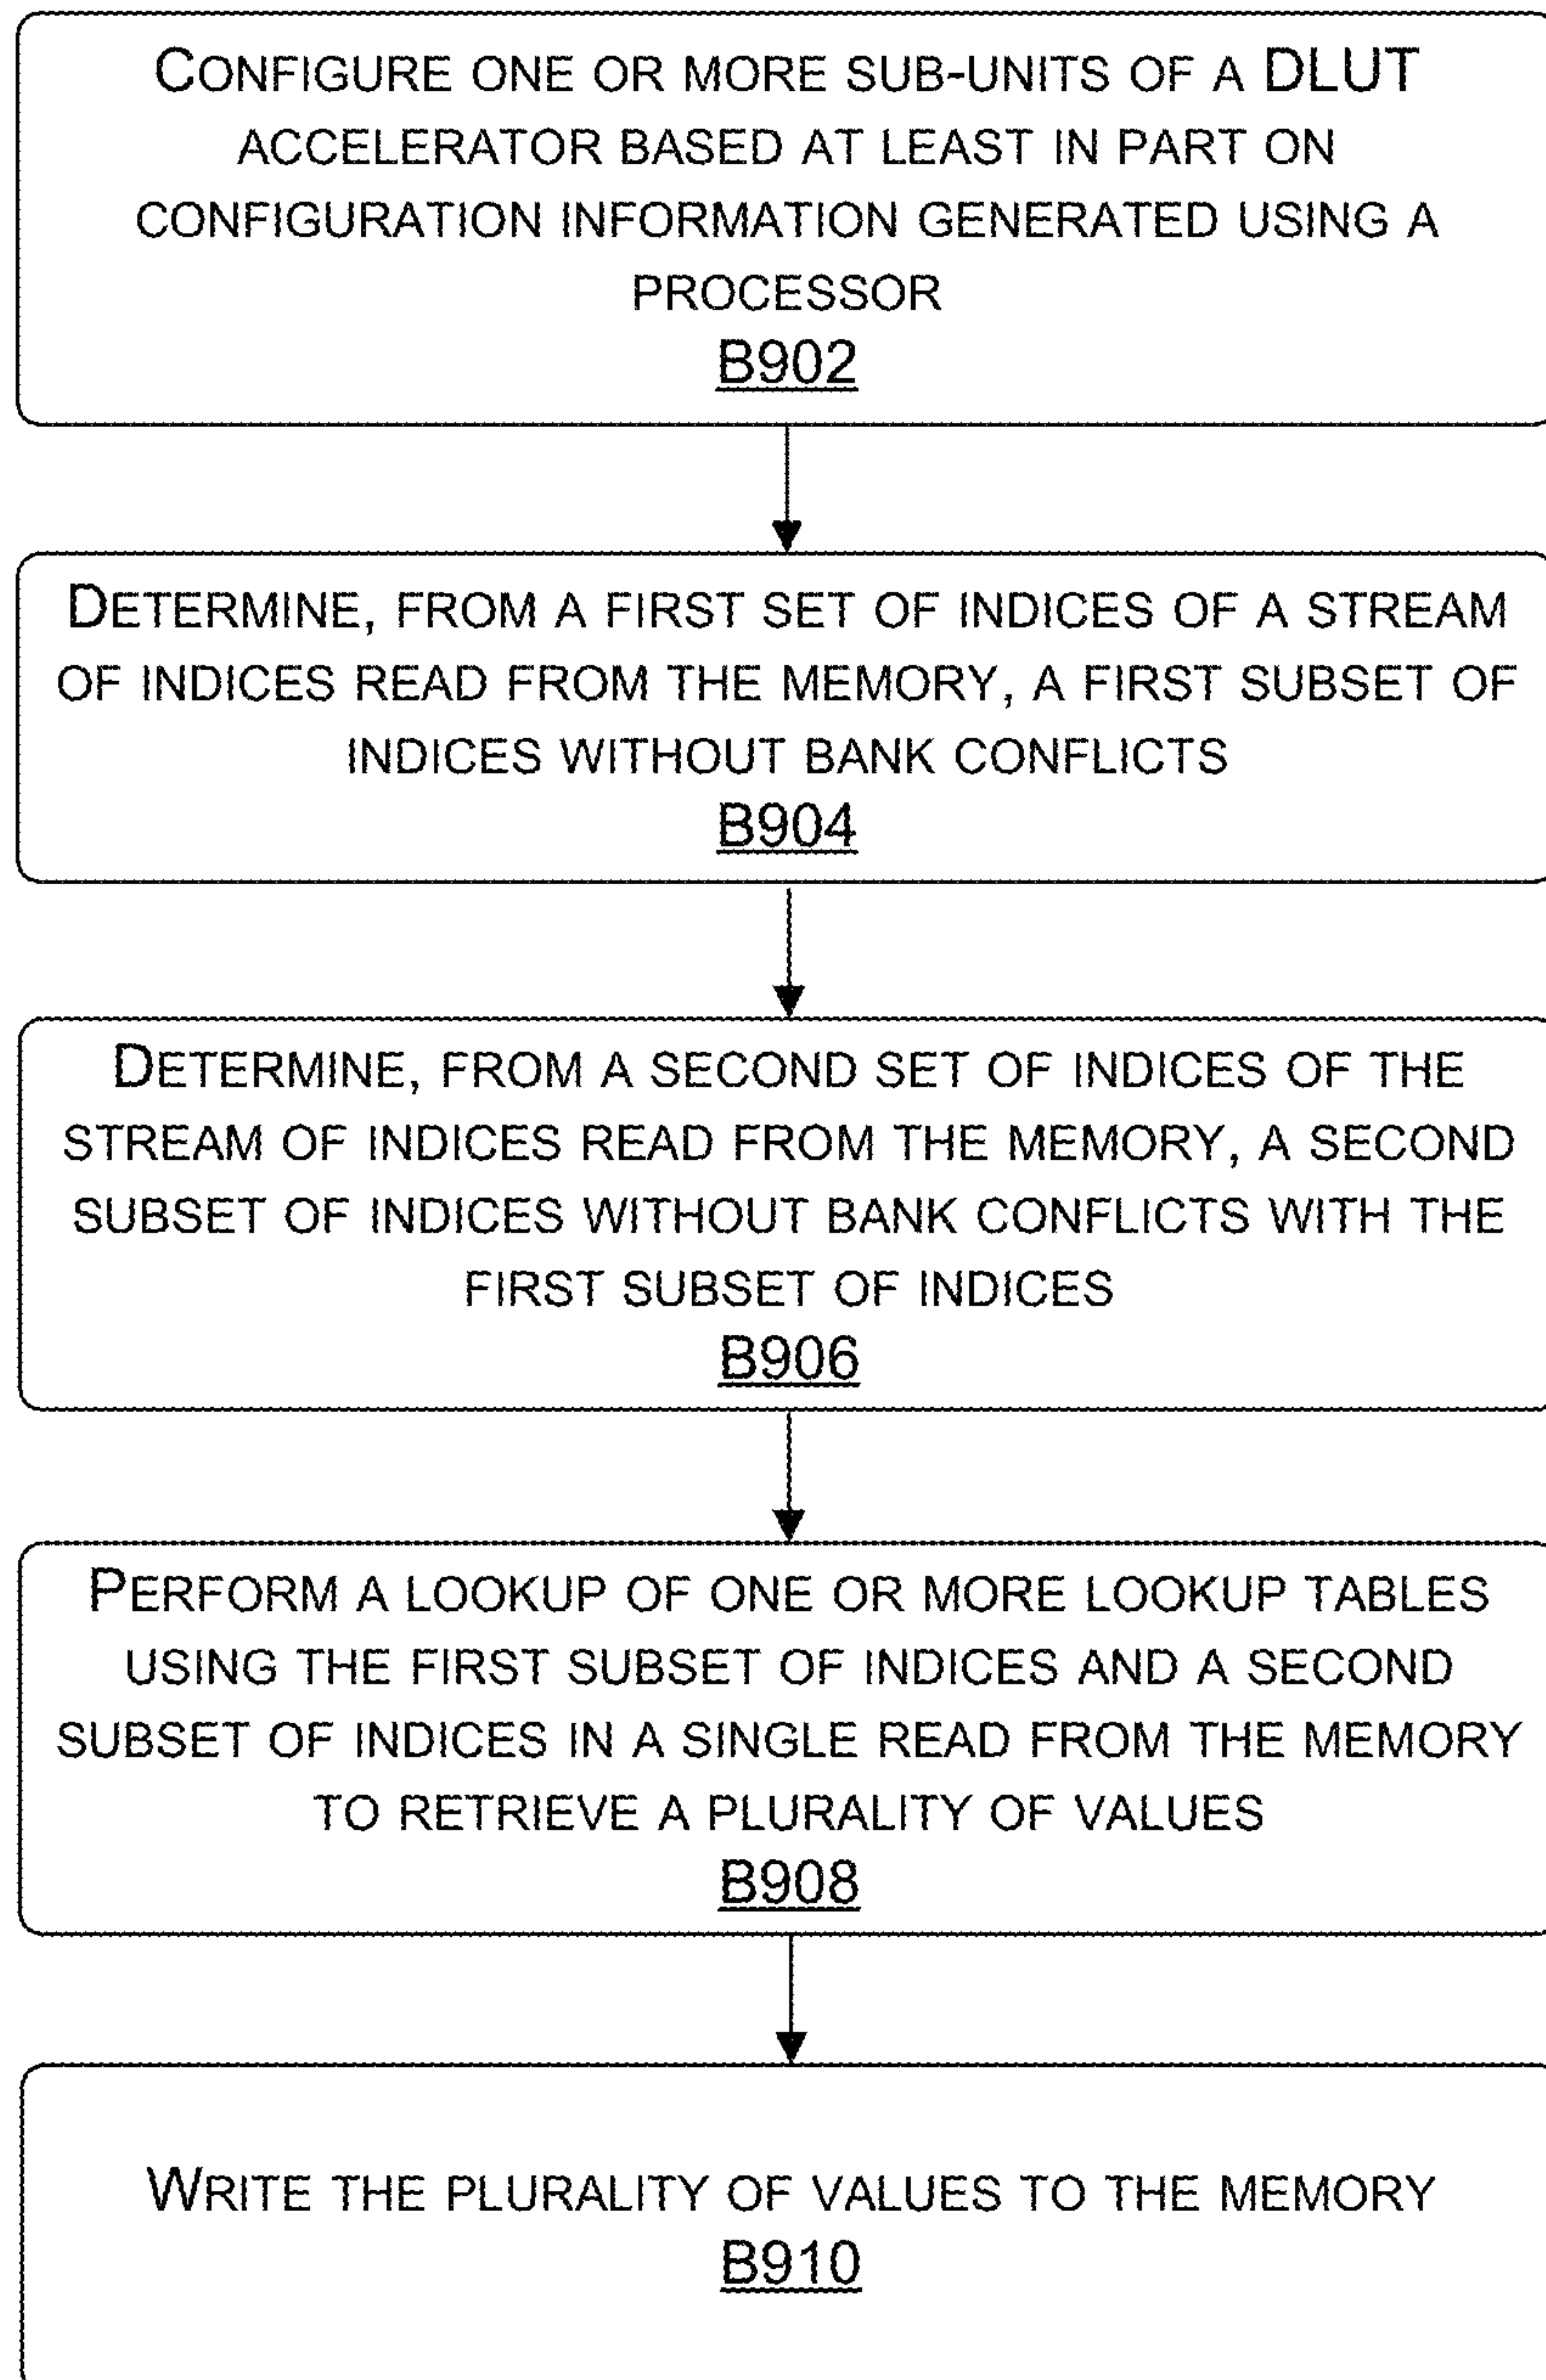 CONFIGURE ONE OR MORE SUB-UNITS OF A DLUT
ACCELERATOR BASED AT LEAST IN PART ON
CONFIGURATION INFORMATION GENERATED USING A
PROCESSOR
B902
DETERMINE, FROM A FIRST SET OF INDICES OF A STREAM
OF INDICES READ FROM THE MEMORY, A FIRST SUBSET OF
INDICES WITHOUT BANK CONFLICTS
B904
DETERMINE, FROM A SECOND SET OF INDICES OF THE
STREAM OF INDICES READ FROM THE MEMORY, A SECOND
SUBSET OF INDICES WITHOUT BANK CONFLICTS WITH THE
FIRST SUBSET OF INDICES
B906
PERFORM A LOOKUP OF ONE OR MORE LOOKUP TABLES
USING THE FIRST SUBSET OF INDICES AND A SECOND
SUBSET OF INDICES IN A SINGLE READ FROM THE MEMORY
TO RETRIEVE A PLURALITY OF VALUES
B908
WRITE THE PLURALITY OF VALUES TO THE MEMORY
B910